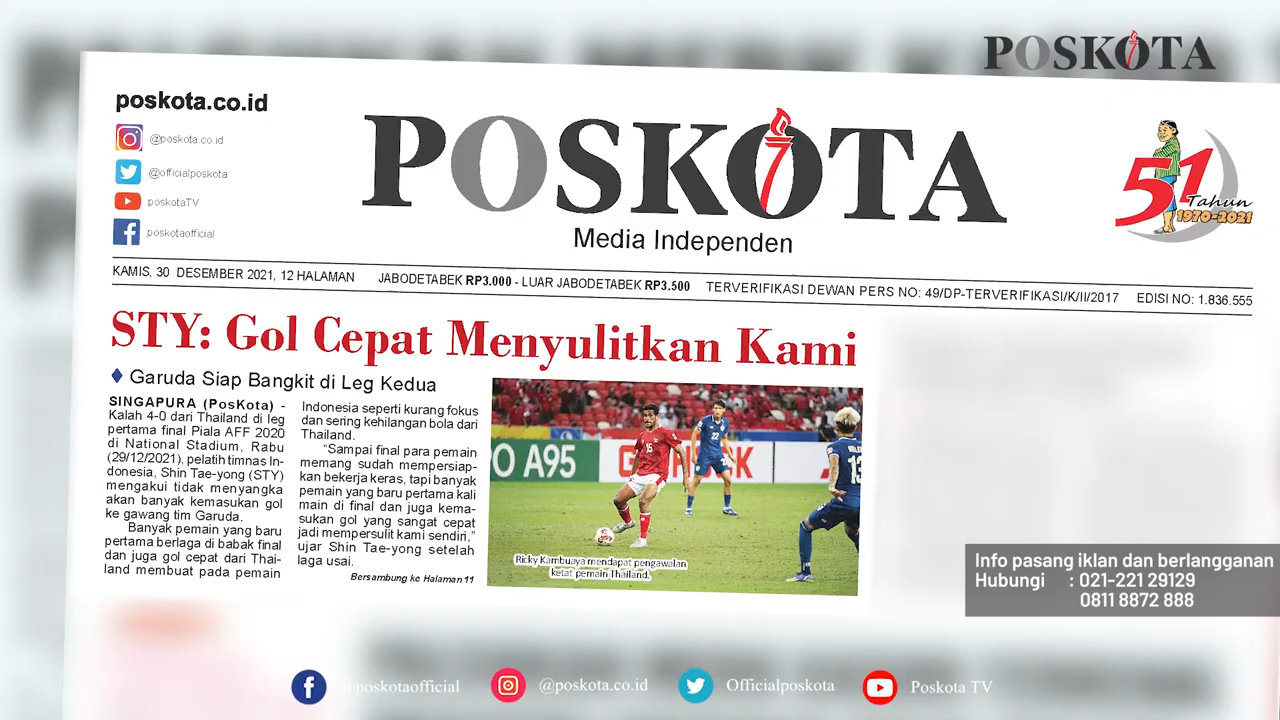 POSKOTA
poskota.co.id
@poskota.co.id
@officialposkota
poskotaTV
poskotaofficial
POSKOTA
Media Independen
51
Tahun
1970-2021
KAMIS, 30 DESEMBER 2021, 12 HALAMAN JABODETABEK RP3.000 - LUAR JABODETABEK RP3.500 TERVERIFIKASI DEWAN PERS NO: 49/DP-TERVERIFIKASI/K/II/2017 EDISI NO: 1.836.555
STY: Gol Cepat Menyulitkan Kami
Garuda Siap Bangkit di Leg Kedua
SINGAPURA (PosKota) -
Kalah 4-0 dari Thailand di leg
pertama final Piala AFF 2020
di National Stadium, Rabu
(29/12/2021), pelatih timnas In-
donesia, Shin Tae-yong (STY)
mengakui tidak menyangka
akan banyak kemasukan gol
ke gawang tim Garuda.
Banyak pemain yang baru
pertama berlaga di babak final
dan juga gol cepat dari Thai-
land membuat pada pemain
Indonesia seperti kurang fokus
dan sering kehilangan bola dari
Thailand.
"Sampai final para pemain
memang sudah mempersiap-
kan bekerja keras, tapi banyak
pemain yang baru pertama kali
main di final dan juga kema-
sukan gol yang sangat cepat
jadi mempersulit kami sendiri,"
ujar Shin Tae-yong setelah
laga usai.
Bersambung ke Halaman 11
O A95
15
22
13
Ricky Kambuaya mendapat pengawalan
ketat pemain Thailand.
Info pasang iklan dan berlangganan
Hubungi : 021-221 29129
0811 8872 888
@poskotaofficial
@poskota.co.id
Officialposkota
Poskota TV